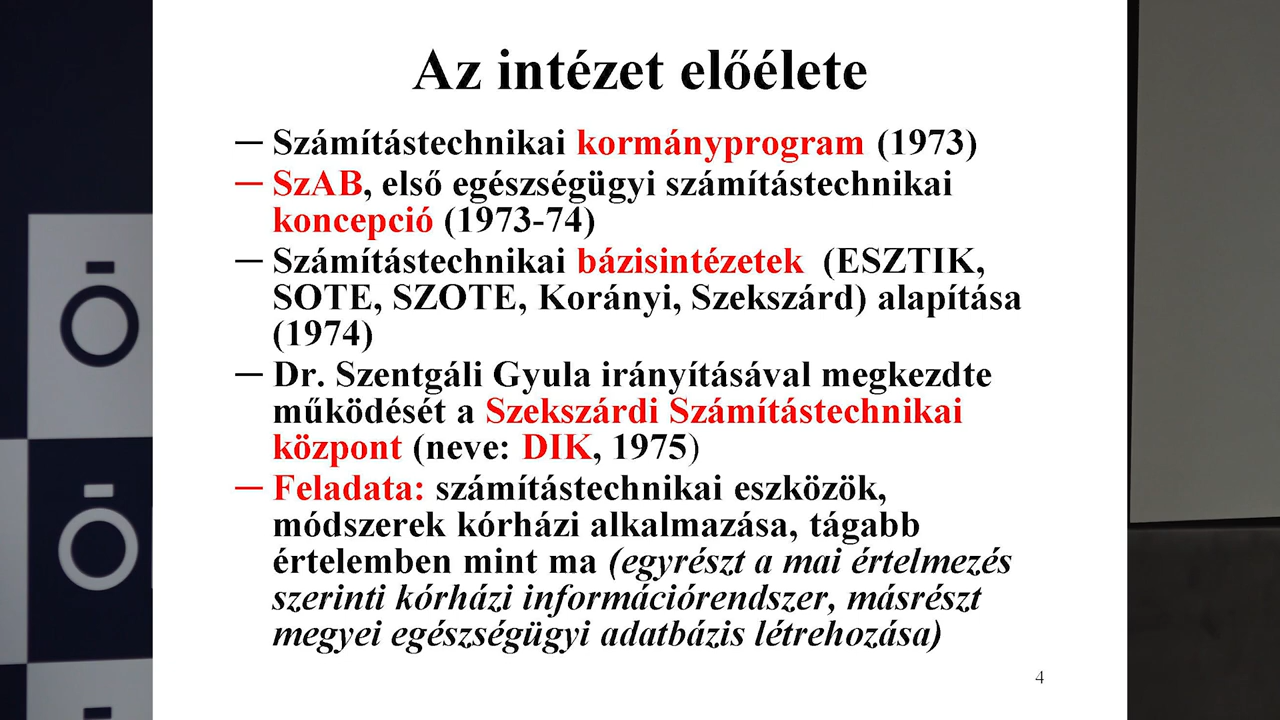 Az intézet előélete
— Számítástechnikai kormányprogram (1973)
— SzAB, első egészségügyi számítástechnikai
koncepció (1973-74)
— Számítástechnikai bázisintézetek (ESZTIK,
SOTE, SZOTE, Korányi, Szekszárd) alapítása
(1974)
— Dr. Szentgáli Gyula irányításával megkezdte
működését a Szekszárdi Számítástechnikai
központ (neve: DIK, 1975)
— Feladata: számítástechnikai eszközök,
módszerek kórházi alkalmazása, tágabb
értelemben mint ma (egyrészt a mai értelmezés
szerinti kórházi információrendszer, másrészt
megyei egészségügyi adatbázis létrehozása)
4